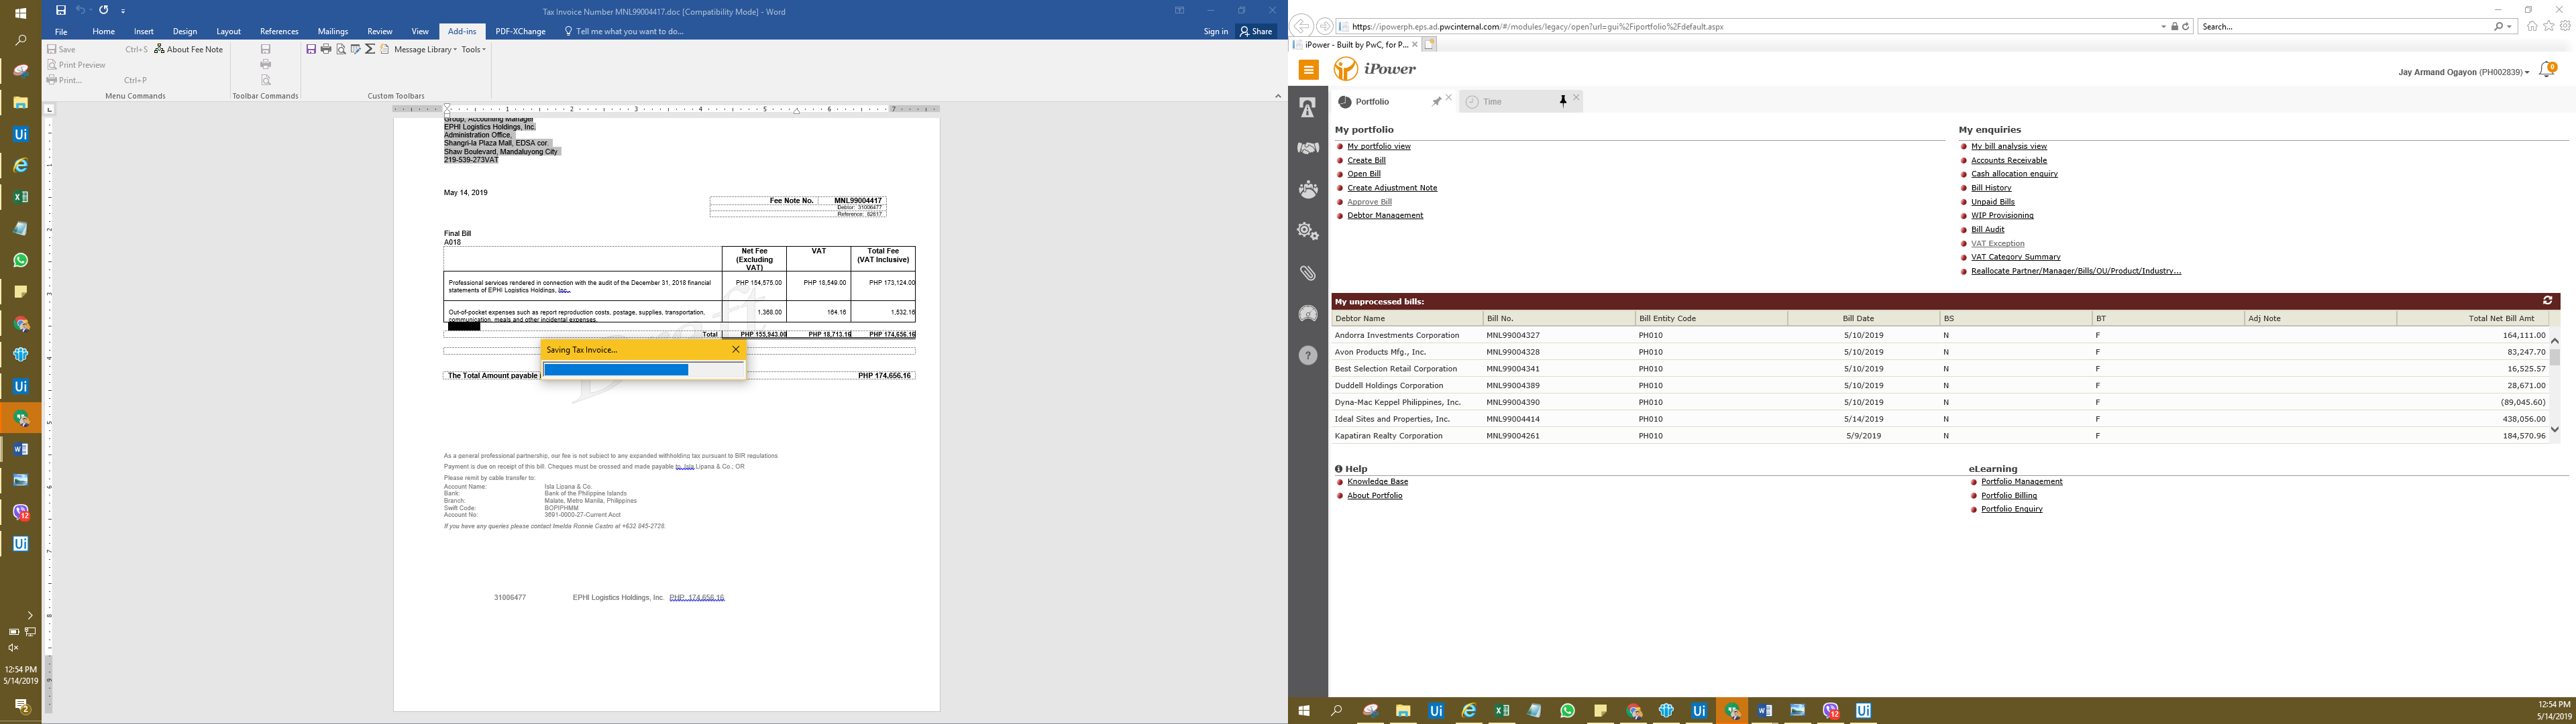 Tax Invoice Number MNL99004417.doc [Compatibility Mode] - Word
File Home Insert Design Layout References Mailings Review View Add-ins PDF-XChange Tell me what you want to do... Sign in Share
Save Ctrl+S About Fee Note
Print Preview
Print... Ctrl+P
Message Library Tools
Menu Commands Toolbar Commands Custom Toolbars
Group, Accounting Manager
EPHI Logistics Holdings, Inc.
Administration Office,
Shangri-la Plaza Mall, EDSA cor.
Shaw Boulevard, Mandaluyong City
219-539-273VAT
May 14, 2019
Fee Note No. MNL99004417
Debtor: 31006477
Reference: 82617
Final Bill
A018
Net Fee (Excluding VAT) VAT Total Fee (VAT Inclusive)
Professional services rendered in connection with the audit of the December 31, 2018 financial
statements of EPHI Logistics Holdings, Inc..
PHP 154,575.00 PHP 18,549.00 PHP 173,124.00
Out-of-pocket expenses such as report reproduction costs, postage, supplies, transportation,
communication, meals and other incidental expenses.
1,368.00 164.16 1,532.16
Total PHP 155,943.00 PHP 18,713.16 PHP 174,656.16
Draft
Saving Tax Invoice...
The Total Amount payable PHP 174,656.16
As a general professional partnership, our fee is not subject to any expanded withholding tax pursuant to BIR regulations
Payment is due on receipt of this bill. Cheques must be crossed and made payable to Isla Lipana & Co.; OR
Please remit by cable transfer to:
Account Name: Isla Lipana & Co.
Bank: Bank of the Philippine Islands
Branch: Malate, Metro Manila, Philippines
Swift Code: BOPIPHMM
Account No: 3691-0000-27-Current Acct
If you have any queries please contact Imelda Ronnie Castro at +632 845-2728.
31006477 EPHI Logistics Holdings, Inc. PHP 174,656.16
12:54 PM
5/14/2019
https://ipowerph.eps.ad.pwcinternal.com/#/modules/legacy/open?url=gui%2Fiportfolio%2Fdefault.aspx
Search...
iPower - Built by PwC, for P...
iPower
Jay Armand Ogayon (PH002839)
0
Portfolio Time
My portfolio
My portfolio view
Create Bill
Open Bill
Create Adjustment Note
Approve Bill
Debtor Management
My enquiries
My bill analysis view
Accounts Receivable
Cash allocation enquiry
Bill History
Unpaid Bills
WIP Provisioning
Bill Audit
VAT Exception
VAT Category Summary
Reallocate Partner/Manager/Bills/OU/Product/Industry...
My unprocessed bills:
Debtor Name Bill No. Bill Entity Code Bill Date BS BT Adj Note Total Net Bill Amt
Andorra Investments Corporation MNL99004327 PH010 5/10/2019 N F 164,111.00
Avon Products Mfg., Inc. MNL99004328 PH010 5/10/2019 N F 83,247.70
Best Selection Retail Corporation MNL99004341 PH010 5/10/2019 N F 16,525.57
Duddell Holdings Corporation MNL99004389 PH010 5/10/2019 N F 28,671.00
Dyna-Mac Keppel Philippines, Inc. MNL99004390 PH010 5/10/2019 N F (89,045.60)
Ideal Sites and Properties, Inc. MNL99004414 PH010 5/14/2019 N F 438,056.00
Kapatiran Realty Corporation MNL99004261 PH010 5/9/2019 N F 184,570.96
Help
Knowledge Base
About Portfolio
eLearning
Portfolio Management
Portfolio Billing
Portfolio Enquiry
12:54 PM
5/14/2019